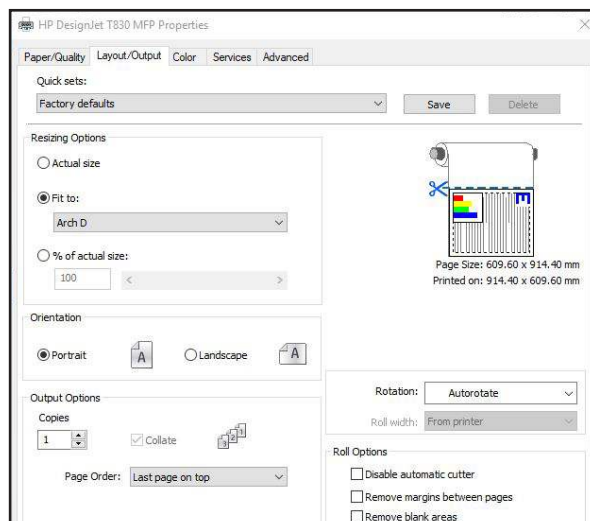 HP DesignJet T830 MFP Properties
Paper/Quality Layout/Output Color Services Advanced
Quick sets:
Factory defaults
Save
Delete
Resizing Options
Actual size
Fit to:
Arch D
% of actual size:
100
Page Size: 609.60 x 914.40 mm
Printed on: 914.40 x 609.60 mm
Orientation
Portrait
A
Landscape
A
Rotation: Autorotate
Roll width: From printer
Output Options
Copies
1
Collate
3 2 1
Page Order: Last page on top
Roll Options
Disable automatic cutter
Remove margins between pages
Remove blank areas